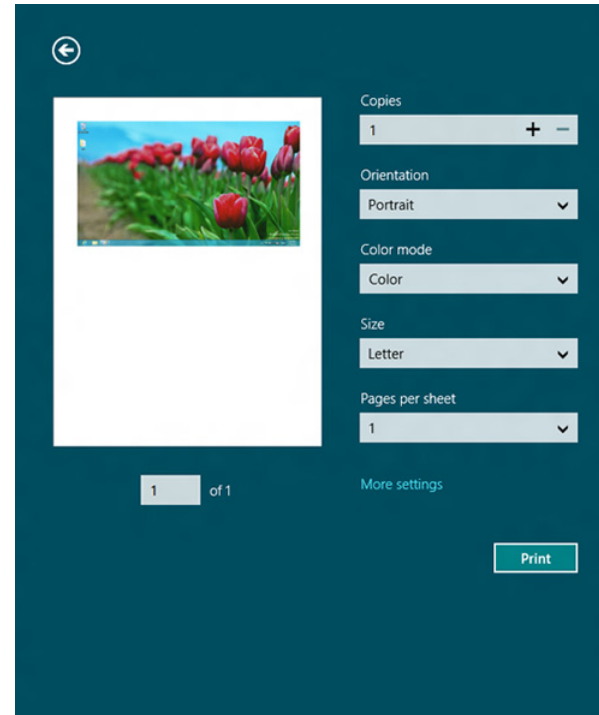 Copies
1
Orientation
Portrait
Color mode
Color
Size
Letter
Pages per sheet
1
1 of 1
More settings
Print